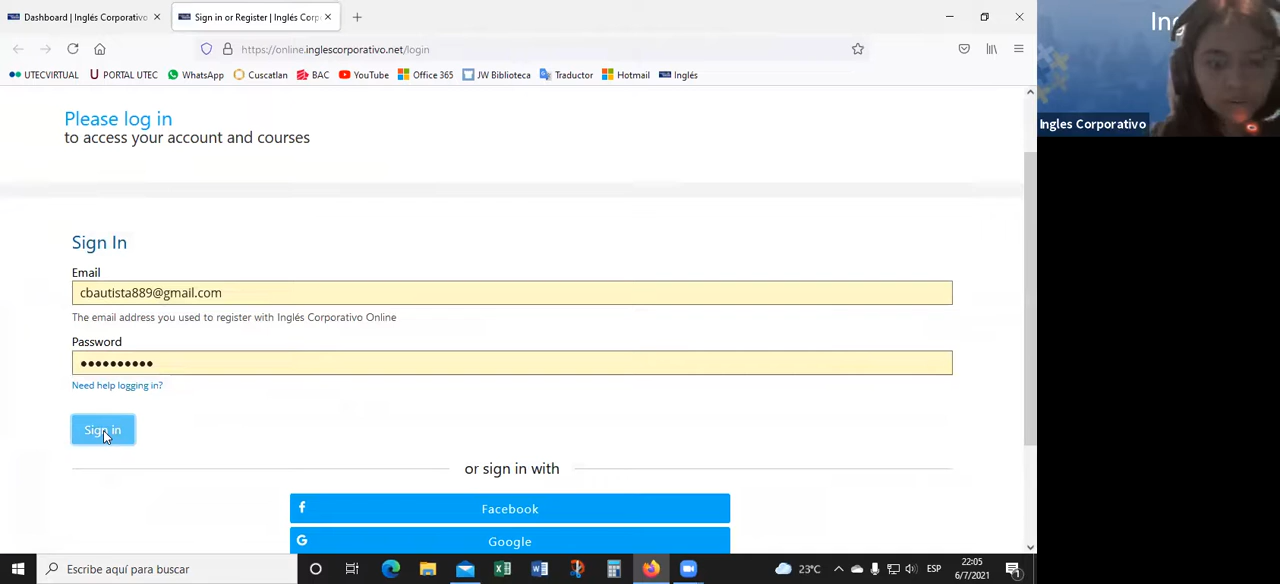 Dashboard | Inglés Corporativo
Sign in or Register | Inglés Corp
https://online.inglescorporativo.net/login
UTECVIRTUAL
PORTAL UTEC
WhatsApp
Cuscatlan
BAC
YouTube
Office 365
JW Biblioteca
Traductor
Hotmail
Inglés
Please log in
to access your account and courses
Sign In
Email
cbautista889@gmail.com
The email address you used to register with Inglés Corporativo Online
Password
Need help logging in?
Sign in
or sign in with
Facebook
Google
Ing
Ingles Corporativo
Escribe aquí para buscar
23°C
ESP
22:05
6/7/2021
1